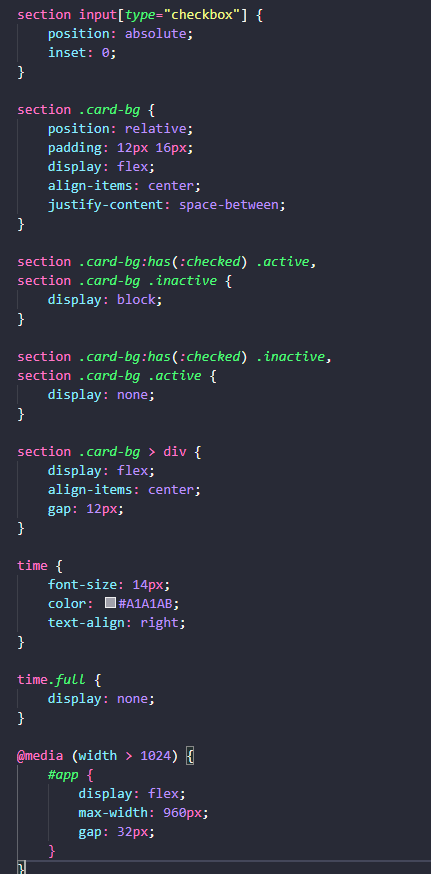 section input[type="checkbox"] {
    position: absolute;
    inset: 0;
}

section .card-bg {
    position: relative;
    padding: 12px 16px;
    display: flex;
    align-items: center;
    justify-content: space-between;
}

section .card-bg:has(:checked) .active,
section .card-bg .inactive {
    display: block;
}

section .card-bg:has(:checked) .inactive,
section .card-bg .active {
    display: none;
}

section .card-bg > div {
    display: flex;
    align-items: center;
    gap: 12px;
}

time {
    font-size: 14px;
    color: #A1A1AB;
    text-align: right;
}

time.full {
    display: none;
}

@media (width > 1024) {
    #app {
        display: flex;
        max-width: 960px;
        gap: 32px;
    }
}